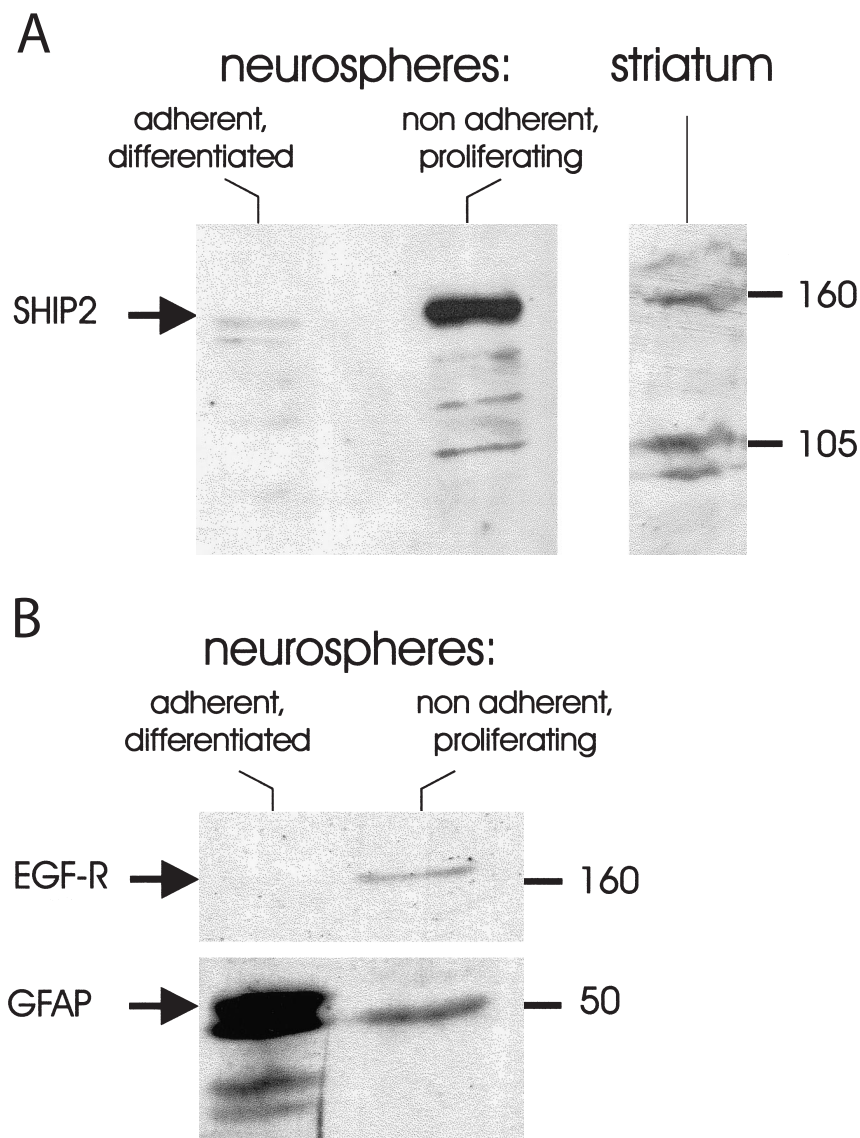 A
neurospheres:
striatum
adherent,
differentiated
non adherent,
proliferating
SHIP2
160
105
B
neurospheres:
adherent,
differentiated
non adherent,
proliferating
EGF-R
160
GFAP
50